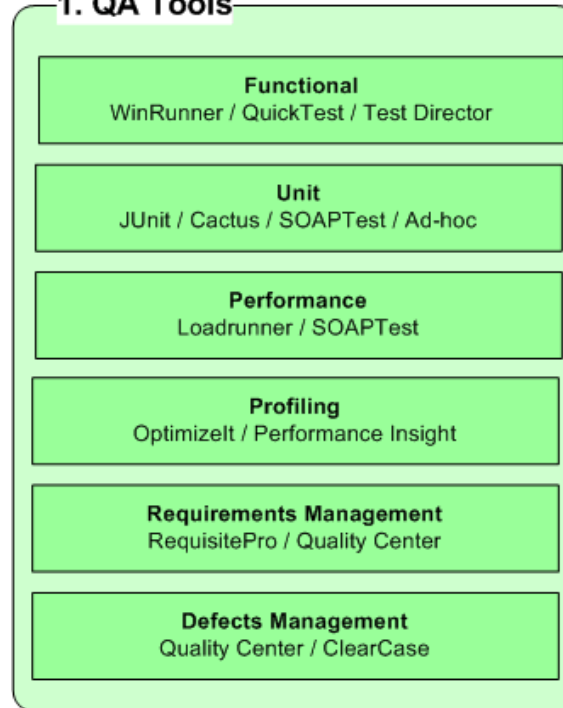 1. QA Tools
Functional
WinRunner / QuickTest / Test Director
Unit
JUnit / Cactus / SOAPTest / Ad-hoc
Performance
Loadrunner / SOAPTest
Profiling
OptimizeIt / Performance Insight
Requirements Management
RequisitePro / Quality Center
Defects Management
Quality Center / ClearCase